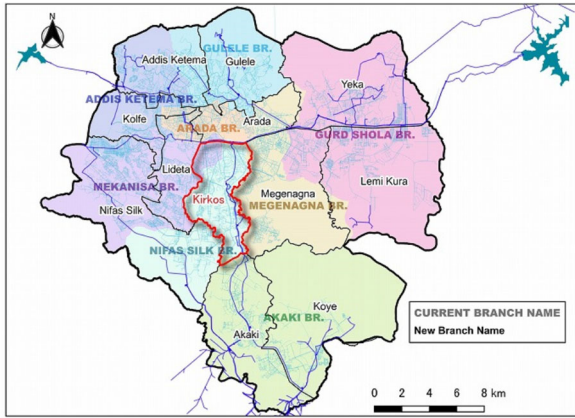 N
Addis Ketema
GULELE BR.
Gulele
Yeka
ADDIS KETEMA BR.
Kolfe
Arada
ARADA BR.
GURD SHOLA BR.
Lideta
MEKANISA BR.
Kirkos
Megenagna
Lemi Kura
MEGENAGNA BR.
Nifas Silk
NIFAS SILK BR.
Koye
AKAKI BR.
Akaki
CURRENT BRANCH NAME
New Branch Name
0 2 4 6 8 km